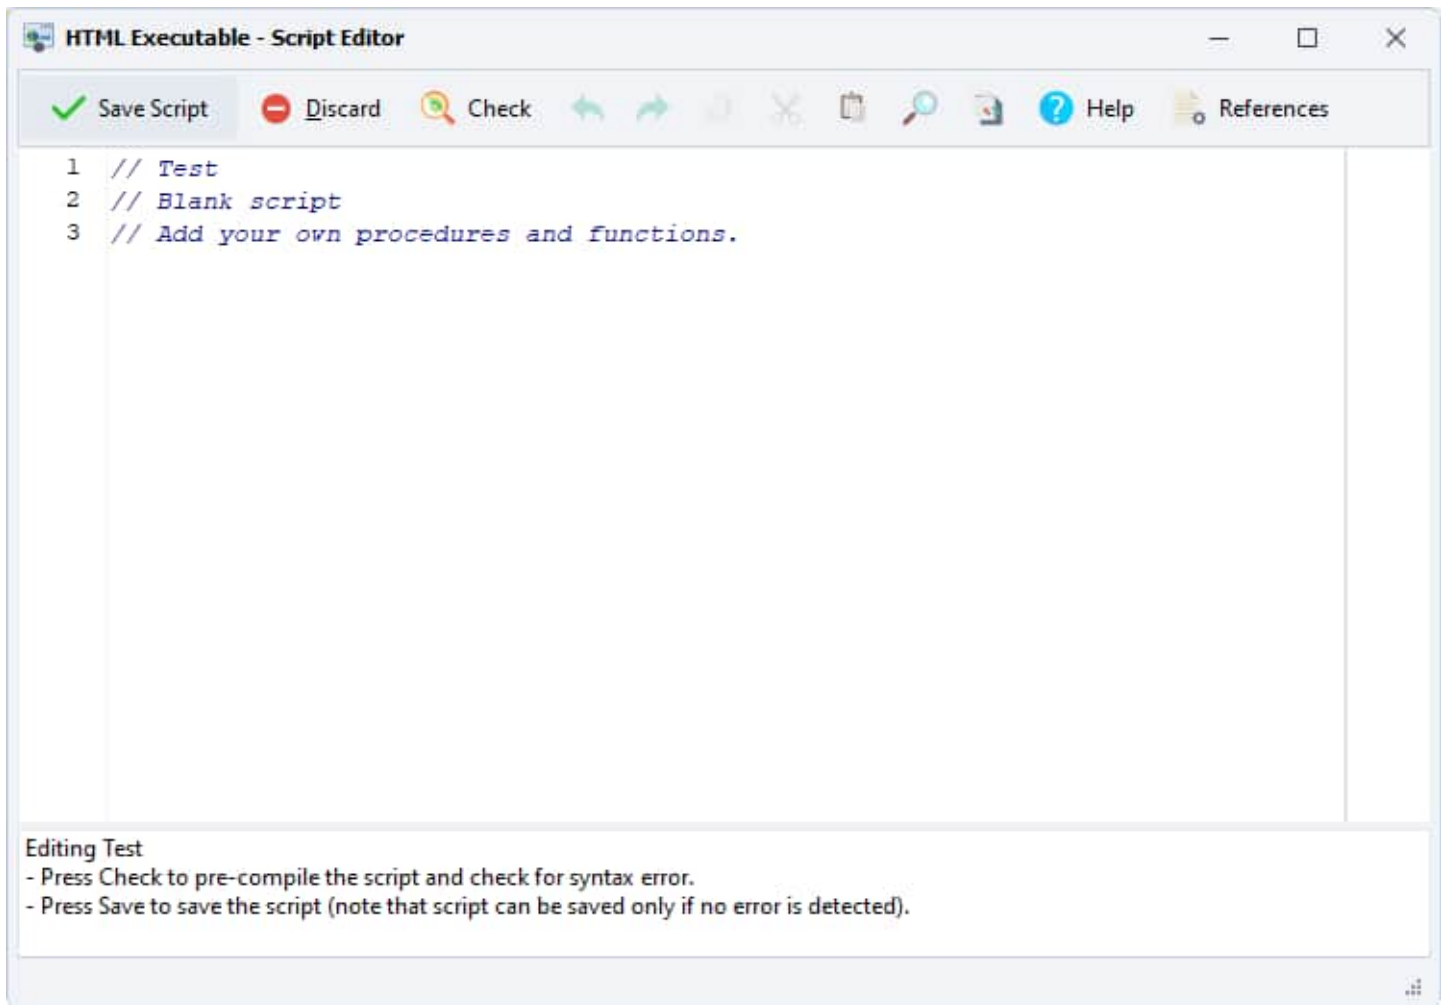 HTML Executable - Script Editor
Save Script Discard Check Help References
1 // Test
2 // Blank script
3 // Add your own procedures and functions.
Editing Test
- Press Check to pre-compile the script and check for syntax error.
- Press Save to save the script (note that script can be saved only if no error is detected).